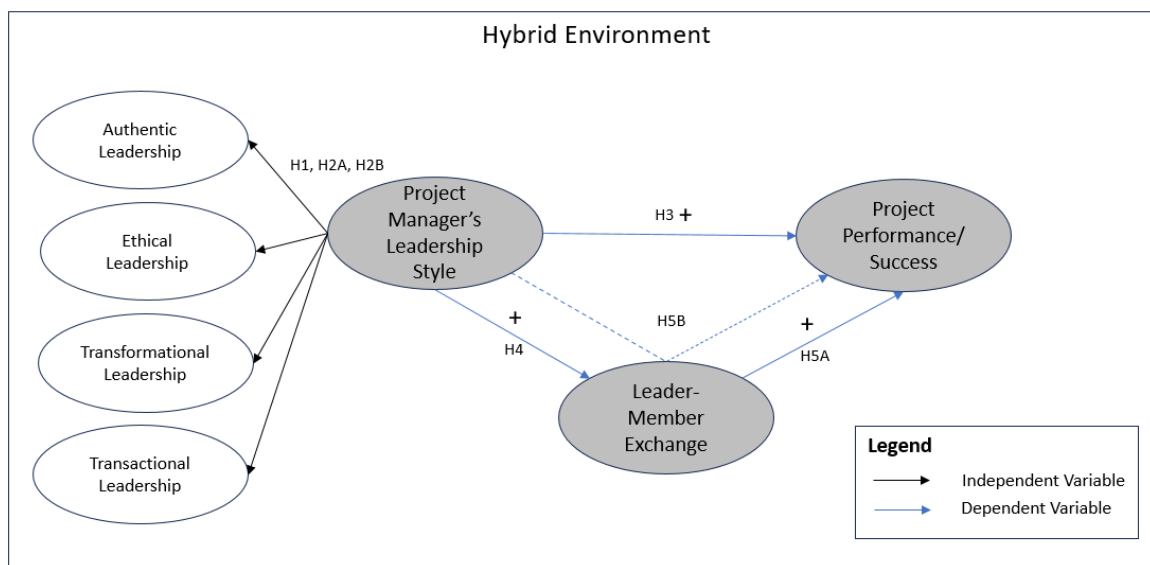 Hybrid Environment
Authentic
Leadership
H1, H2A, H2B
Ethical
Leadership
Transformational
Leadership
Transactional
Leadership
Project
Manager’s
Leadership
Style
H3 +
Project
Performance/
Success
+
H4
H5B
+
H5A
Leader-
Member
Exchange
Legend
Independent Variable
Dependent Variable